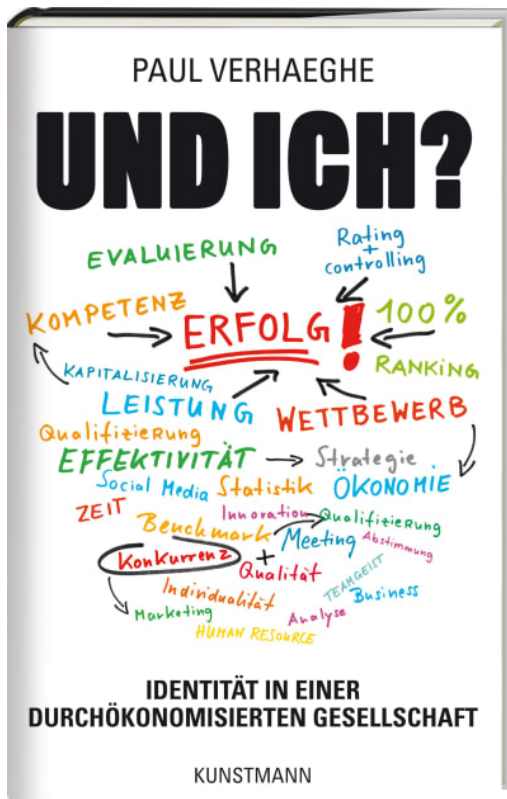 PAUL VERHAEGHE
UND ICH?
EVALUIERUNG
Rating
+
Controlling
KOMPETENZ
ERFOLG!
100%
RANKING
KAPITALISIERUNG
LEISTUNG
WETTBEWERB
Qualifizierung
EFFEKTIVITÄT
Strategie
Social Media
Statistik
ÖKONOMIE
ZEIT
Innovation
Qualifizierung
Benchmark
Meeting
Abstimmung
Konkurrenz
+
Qualität
TEAMGEIST
Individualität
Business
Marketing
Analyse
HUMAN RESOURCE
IDENTITÄT IN EINER
DURCHÖKONOMISIERTEN GESELLSCHAFT
KUNSTMANN